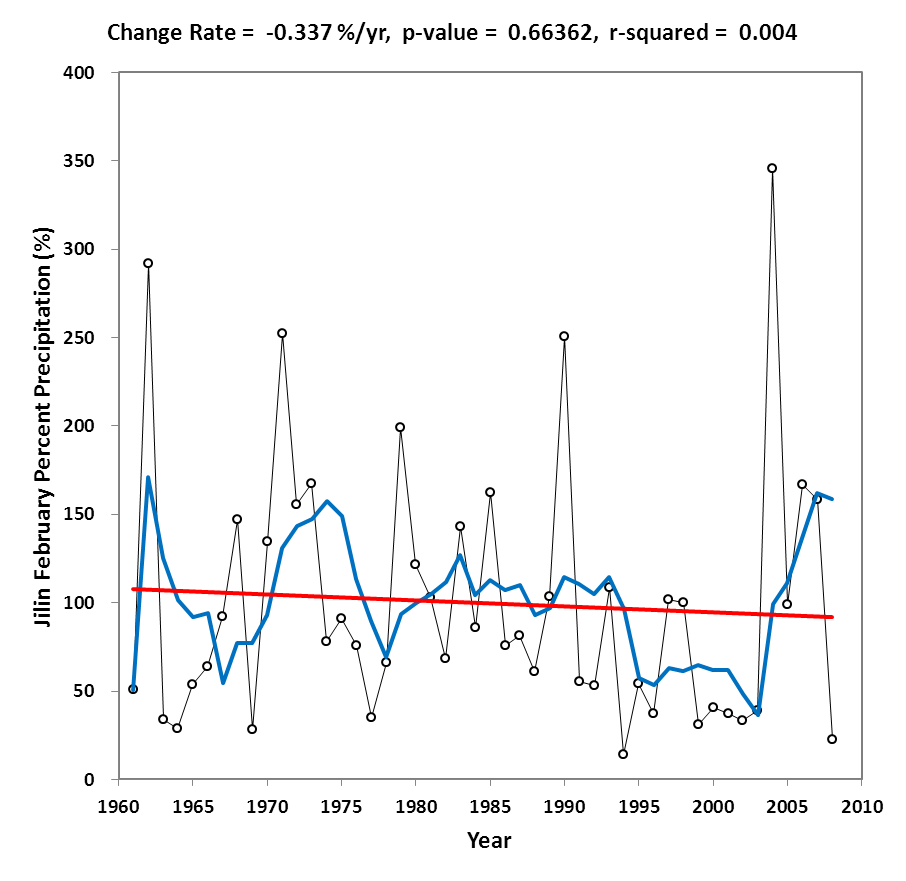 Change Rate = -0.337 %/yr, p-value = 0.66362, r-squared = 0.004
400
350
300
250
200
150
100
50
0
Jilin February Percent Precipitation (%)
1960 1965 1970 1975 1980 1985 1990 1995 2000 2005 2010
Year